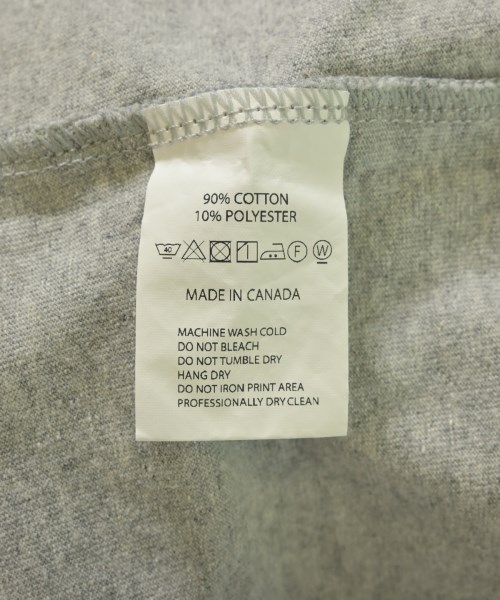 90% COTTON
10% POLYESTER
40 F W
MADE IN CANADA
MACHINE WASH COLD
DO NOT BLEACH
DO NOT TUMBLE DRY
HANG DRY
DO NOT IRON PRINT AREA
PROFESSIONALLY DRY CLEAN